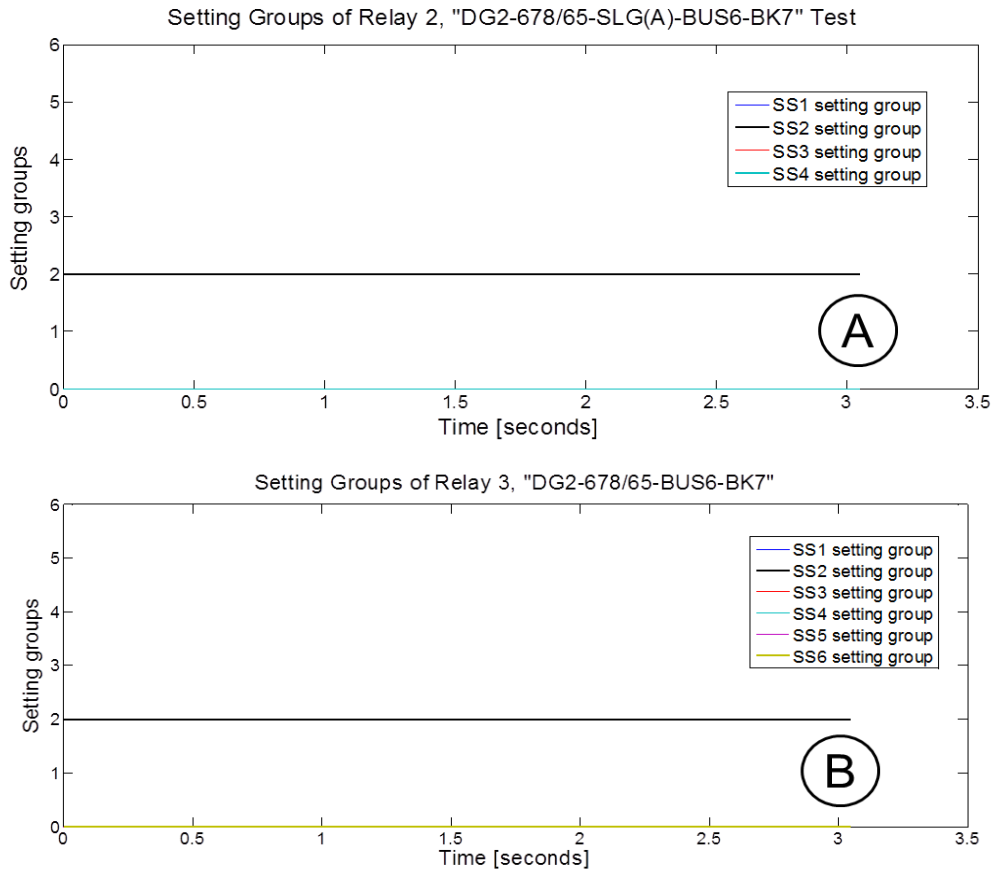 Setting Groups of Relay 2, "DG2-678/65-SLG(A)-BUS6-BK7" Test
6
5
4
3
2
1
0
Setting groups
SS1 setting group
SS2 setting group
SS3 setting group
SS4 setting group
A
0 0.5 1 1.5 2 2.5 3 3.5
Time [seconds]
Setting Groups of Relay 3, "DG2-678/65-BUS6-BK7"
6
5
4
3
2
1
0
Setting groups
SS1 setting group
SS2 setting group
SS3 setting group
SS4 setting group
SS5 setting group
SS6 setting group
B
0 0.5 1 1.5 2 2.5 3 3.5
Time [seconds]